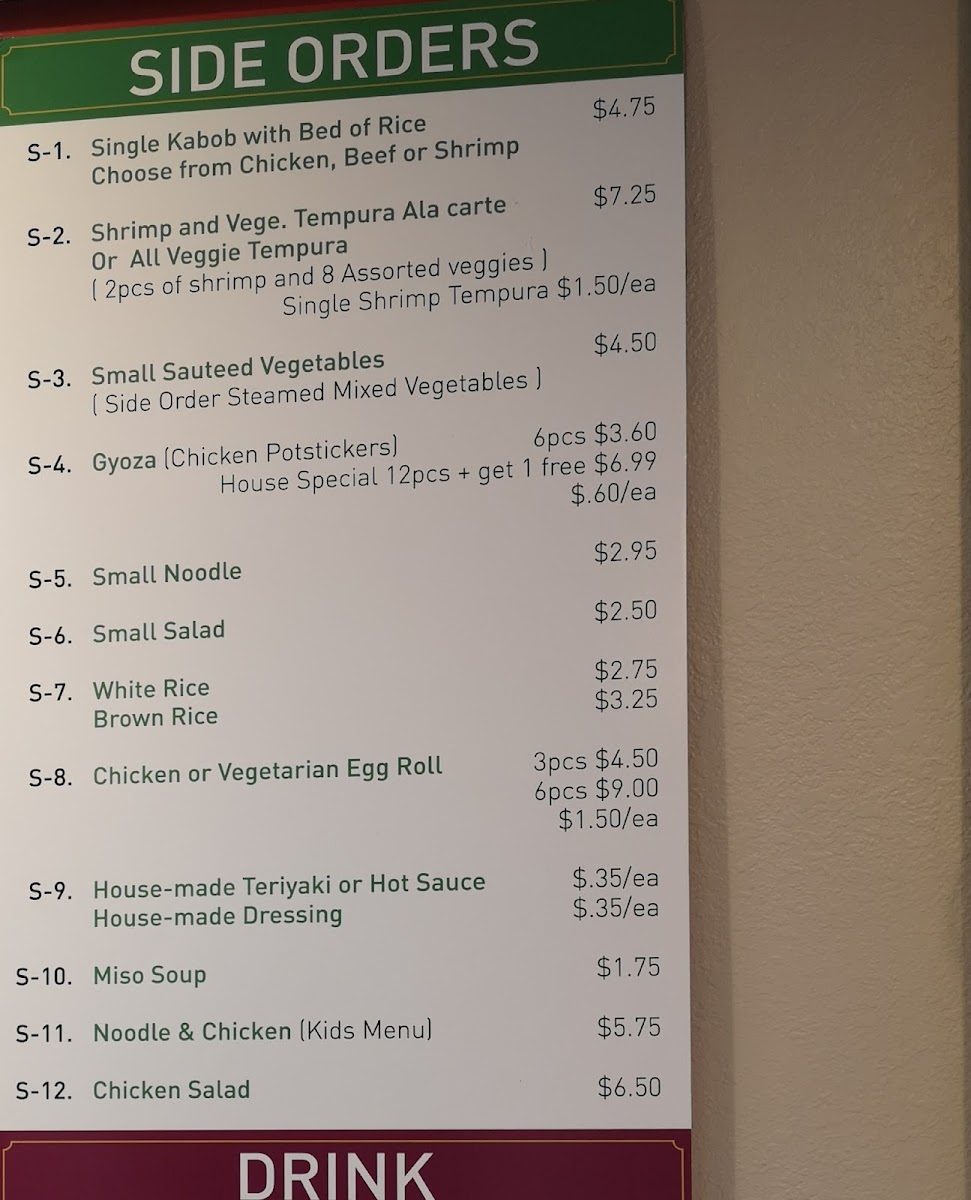 SIDE ORDERS
S-1. Single Kabob with Bed of Rice $4.75
Choose from Chicken, Beef or Shrimp
S-2. Shrimp and Vege. Tempura Ala carte $7.25
Or All Veggie Tempura
( 2pcs of shrimp and 8 Assorted veggies )
Single Shrimp Tempura $1.50/ea
S-3. Small Sauteed Vegetables $4.50
( Side Order Steamed Mixed Vegetables )
S-4. Gyoza (Chicken Potstickers) 6pcs $3.60
House Special 12pcs + get 1 free $6.99
$.60/ea
S-5. Small Noodle $2.95
S-6. Small Salad $2.50
S-7. White Rice $2.75
Brown Rice $3.25
S-8. Chicken or Vegetarian Egg Roll 3pcs $4.50
6pcs $9.00
$1.50/ea
S-9. House-made Teriyaki or Hot Sauce $.35/ea
House-made Dressing $.35/ea
S-10. Miso Soup $1.75
S-11. Noodle & Chicken (Kids Menu) $5.75
S-12. Chicken Salad $6.50
DRINK